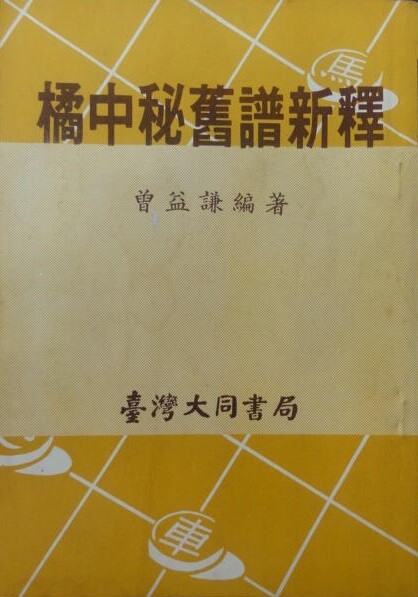 馬
橘中秘舊譜新釋
曾益謙編著
臺灣大同書局
車